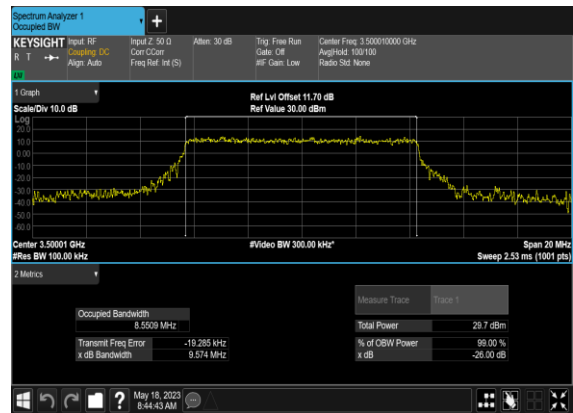 Spectrum Analyzer 1
Occupied BW
+
KEYSIGHT Input: RF Input Z: 50 Ω Atten: 30 dB Trig: Free Run Center Freq: 3.500010000 GHz
R T Coupling: DC Corr CCorr Gate: Off Avg|Hold: 100/100
Align: Auto Freq Ref: Int (S) #IF Gain: Low Radio Std: None
LW
1 Graph
Ref Lvl Offset 11.70 dB
Scale/Div 10.0 dB Ref Value 30.00 dBm
Log
20.0
10.0
0.00
-10.0
-20.0
-30.0
-40.0
-50.0
-60.0
Center 3.50001 GHz #Video BW 300.00 kHz* Span 20 MHz
#Res BW 100.00 kHz Sweep 2.53 ms (1001 pts)
2 Metrics
Measure Trace Trace 1
Occupied Bandwidth
8.5509 MHz Total Power 29.7 dBm
Transmit Freq Error -19.285 kHz % of OBW Power 99.00 %
x dB Bandwidth 9.574 MHz x dB -26.00 dB
? May 18, 2023
8:44:43 AM